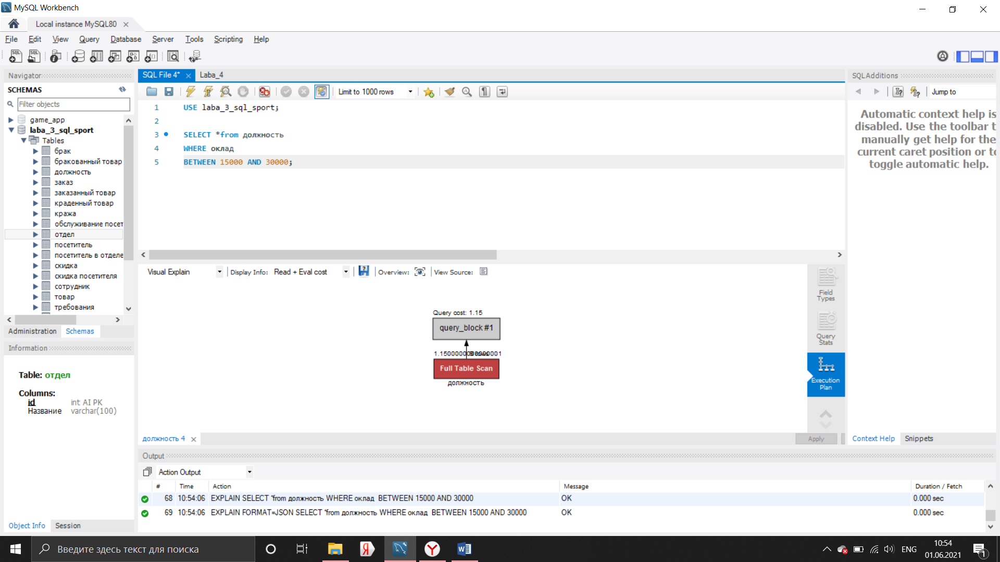 MySQL Workbench
Local instance MySQL80
File Edit View Query Database Server Tools Scripting Help
Navigator
SCHEMAS
Filter objects
game_app
laba_3_sql_sport
Tables
брак
бракованный товар
должность
заказ
заказанный товар
краденный товар
кража
обслуживание посет
отдел
посетитель
посетитель в отделе
скидка
скидка посетителя
сотрудник
товар
требования
Administration Schemas
Information
Table: отдел
Columns:
id int AI PK
Название varchar(100)
Object Info Session
SQL File 4* Laba_4
Limit to 1000 rows
1 USE laba_3_sql_sport;
2
3 SELECT *from должность
4 WHERE оклад
5 BETWEEN 15000 AND 30000;
Visual Explain Display Info: Read + Eval cost Overview: View Source:
Query cost: 1.15
query_block #1
Full Table Scan
должность
Field Types
Query Stats
Execution Plan
должность 4
Apply
SQLAdditions
Jump to
Automatic context help is
disabled. Use the toolbar t
manually get help for the
current caret position or to
toggle automatic help.
Context Help Snippets
Output
Action Output
# Time Action Message Duration / Fetch
68 10:54:06 EXPLAIN SELECT *from должность WHERE оклад BETWEEN 15000 AND 30000 OK 0.000 sec
69 10:54:06 EXPLAIN FORMAT=JSON SELECT *from должность WHERE оклад BETWEEN 15000 AND 30000 OK 0.000 sec
Введите здесь текст для поиска
ENG
10:54
01.06.2021
1